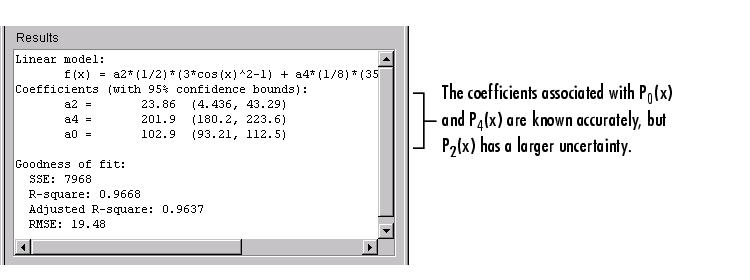 Results
Linear model:
f(x) = a2*(1/2)*(3*cos(x)^2-1) + a4*(1/8)*(35
Coefficients (with 95% confidence bounds):
a2 = 23.86 (4.436, 43.29)
a4 = 201.9 (180.2, 223.6)
a0 = 102.9 (93.21, 112.5)
Goodness of fit:
SSE: 7968
R-square: 0.9668
Adjusted R-square: 0.9637
RMSE: 19.48
The coefficients associated with P₀(x)
and P₄(x) are known accurately, but
P₂(x) has a larger uncertainty.